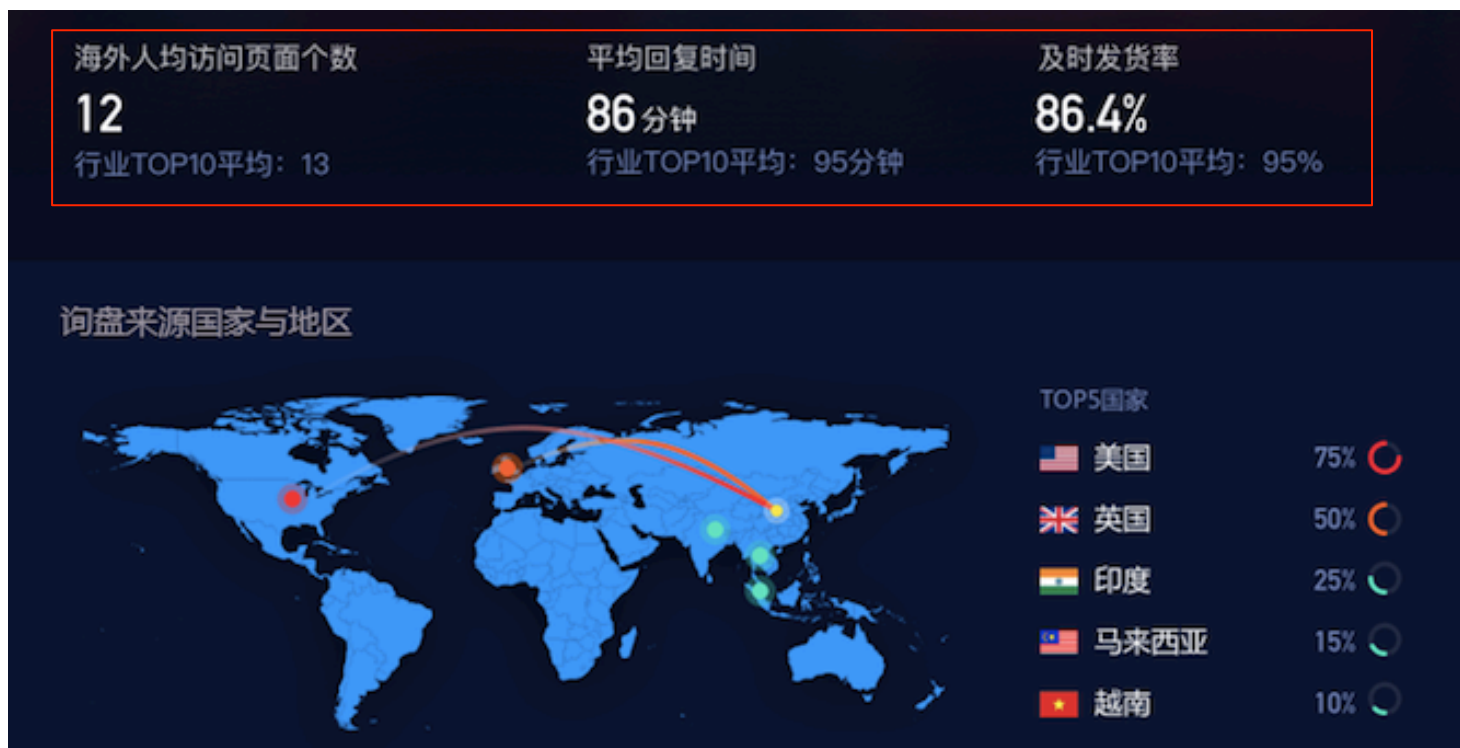 海外人均访问页面个数
12
行业TOP10平均：13
平均回复时间
86分钟
行业TOP10平均：95分钟
及时发货率
86.4%
行业TOP10平均：95%
询盘来源国家与地区
TOP5国家
美国 75%
英国 50%
印度 25%
马来西亚 15%
越南 10%